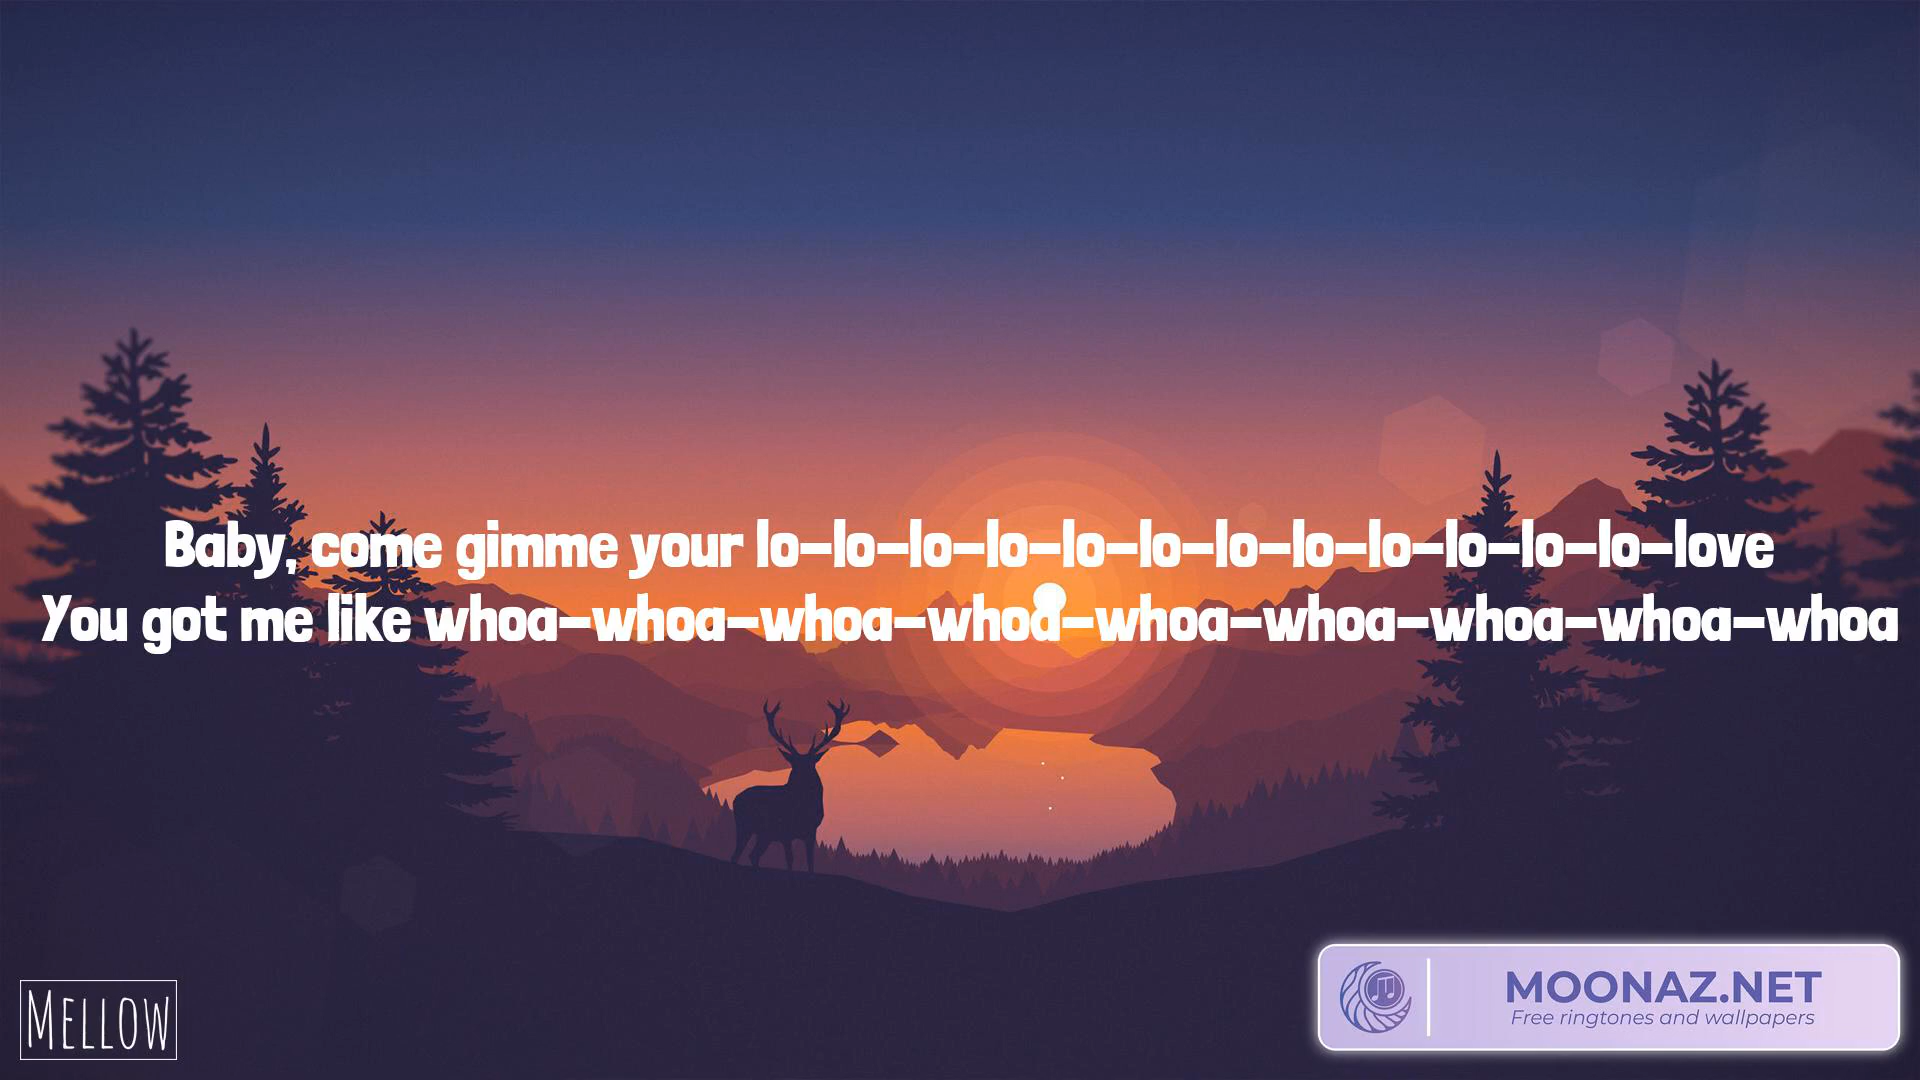 Baby, come gimme your lo-lo-lo-lo-lo-lo-lo-lo-lo-lo-lo-lo-love
You got me like whoa-whoa-whoa-whoa-whoa-whoa-whoa-whoa-whoa
MELLOW
MOONAZ.NET
Free ringtones and wallpapers